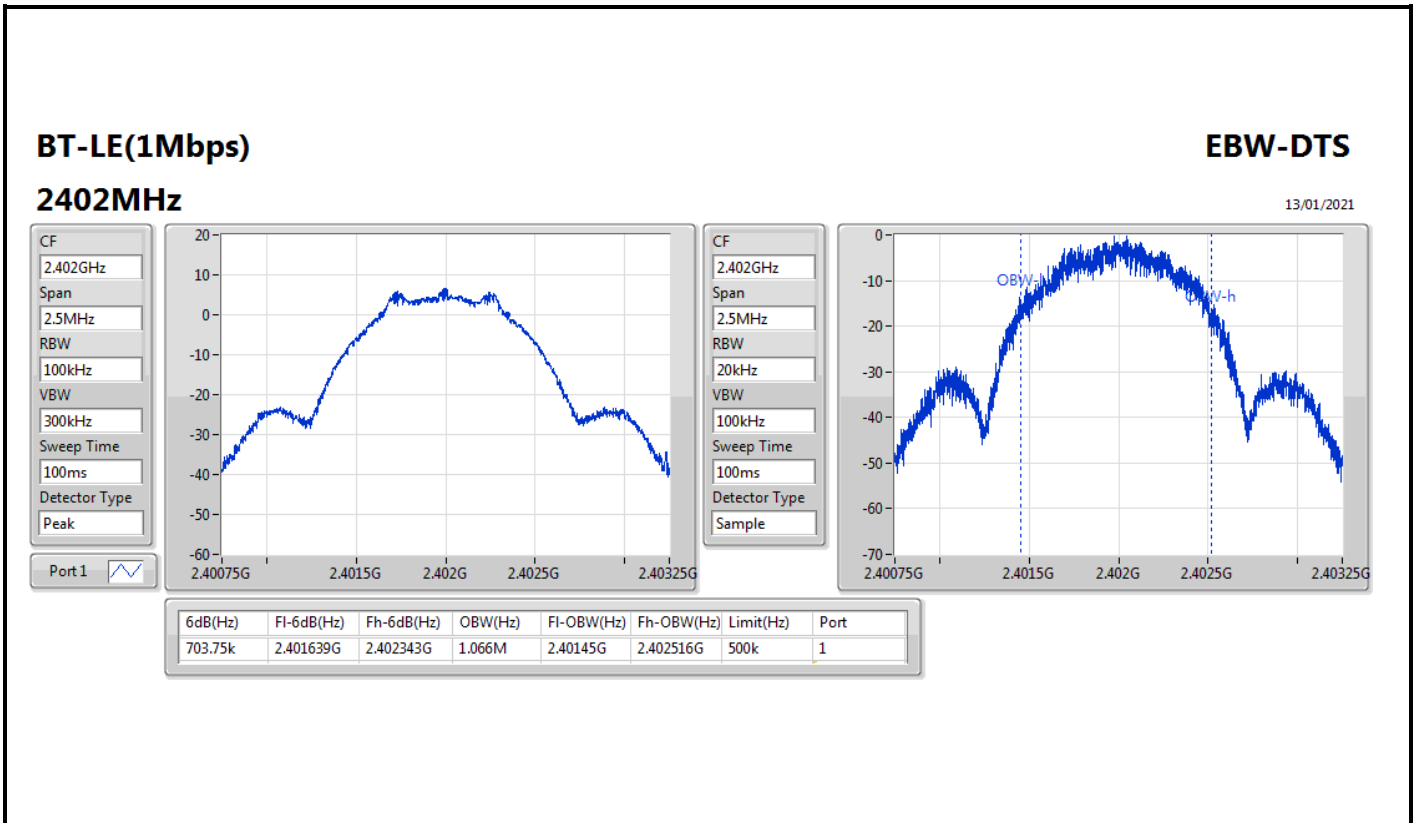 BT-LE(1Mbps)
EBW-DTS
2402MHz
13/01/2021
CF
2.402GHz
Span
2.5MHz
RBW
100kHz
VBW
300kHz
Sweep Time
100ms
Detector Type
Peak
Port 1
20
10
0
-10
-20
-30
-40
-50
-60
2.40075G 2.4015G 2.402G 2.4025G 2.40325G
CF
2.402GHz
Span
2.5MHz
RBW
20kHz
VBW
100kHz
Sweep Time
100ms
Detector Type
Sample
0
-10
-20
-30
-40
-50
-60
-70
OBW-l
OBW-h
2.40075G 2.4015G 2.402G 2.4025G 2.40325G
6dB(Hz) Fl-6dB(Hz) Fh-6dB(Hz) OBW(Hz) Fl-OBW(Hz) Fh-OBW(Hz) Limit(Hz) Port
703.75k 2.401639G 2.402343G 1.066M 2.40145G 2.402516G 500k 1